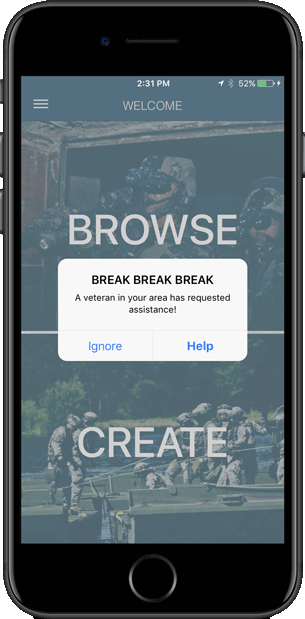 2:31 PM
52%
WELCOME
BROWSE
BREAK BREAK BREAK
A veteran in your area has requested
assistance!
Ignore
Help
CREATE